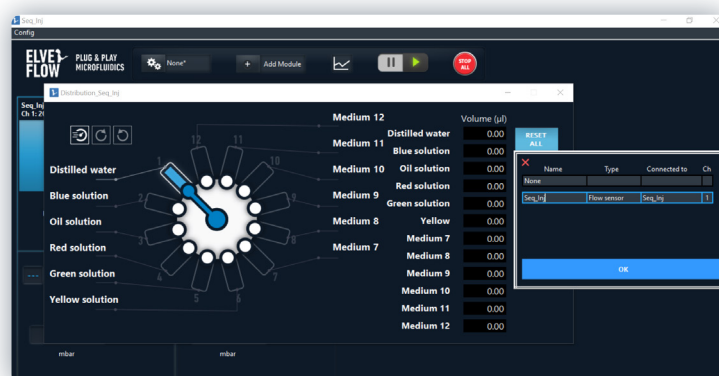 Seq_Inj
Config
ELVEFLOW PLUG & PLAY MICROFLUIDICS
None*
+ Add Module
STOP ALL
Distribution_Seq_Inj
Seq_Inj
Ch 1: 20
Medium 12
Medium 11
Medium 10
Medium 9
Medium 8
Medium 7
1
2
3
4
5
6
7
8
9
10
11
12
Distilled water
Blue solution
Oil solution
Red solution
Green solution
Yellow solution
Volume (µl)
Distilled water 0.00
Blue solution 0.00
Oil solution 0.00
Red solution 0.00
Green solution 0.00
Yellow 0.00
Medium 7 0.00
Medium 8 0.00
Medium 9 0.00
Medium 10 0.00
Medium 11 0.00
Medium 12 0.00
RESET ALL
Name Type Connected to Ch
None
Seq_Inj Flow sensor Seq_Inj 1
OK
---
mbar
mbar